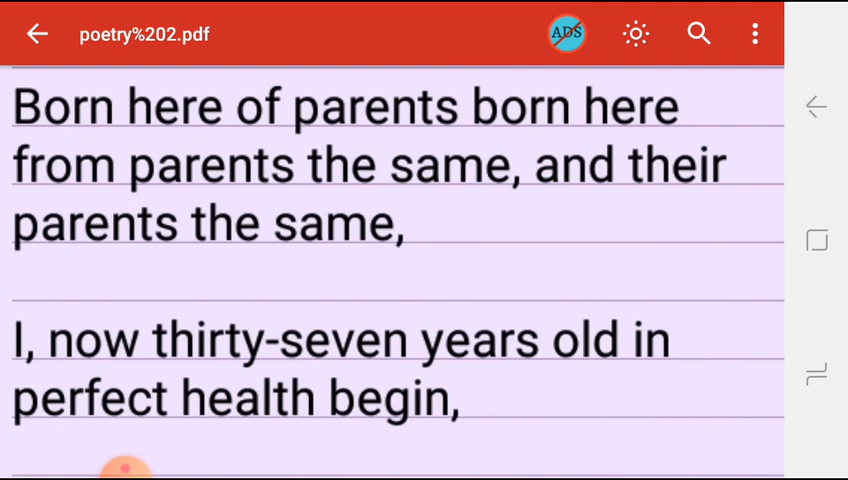 poetry%202.pdf
ADS
Born here of parents born here
from parents the same, and their
parents the same,
I, now thirty-seven years old in
perfect health begin,